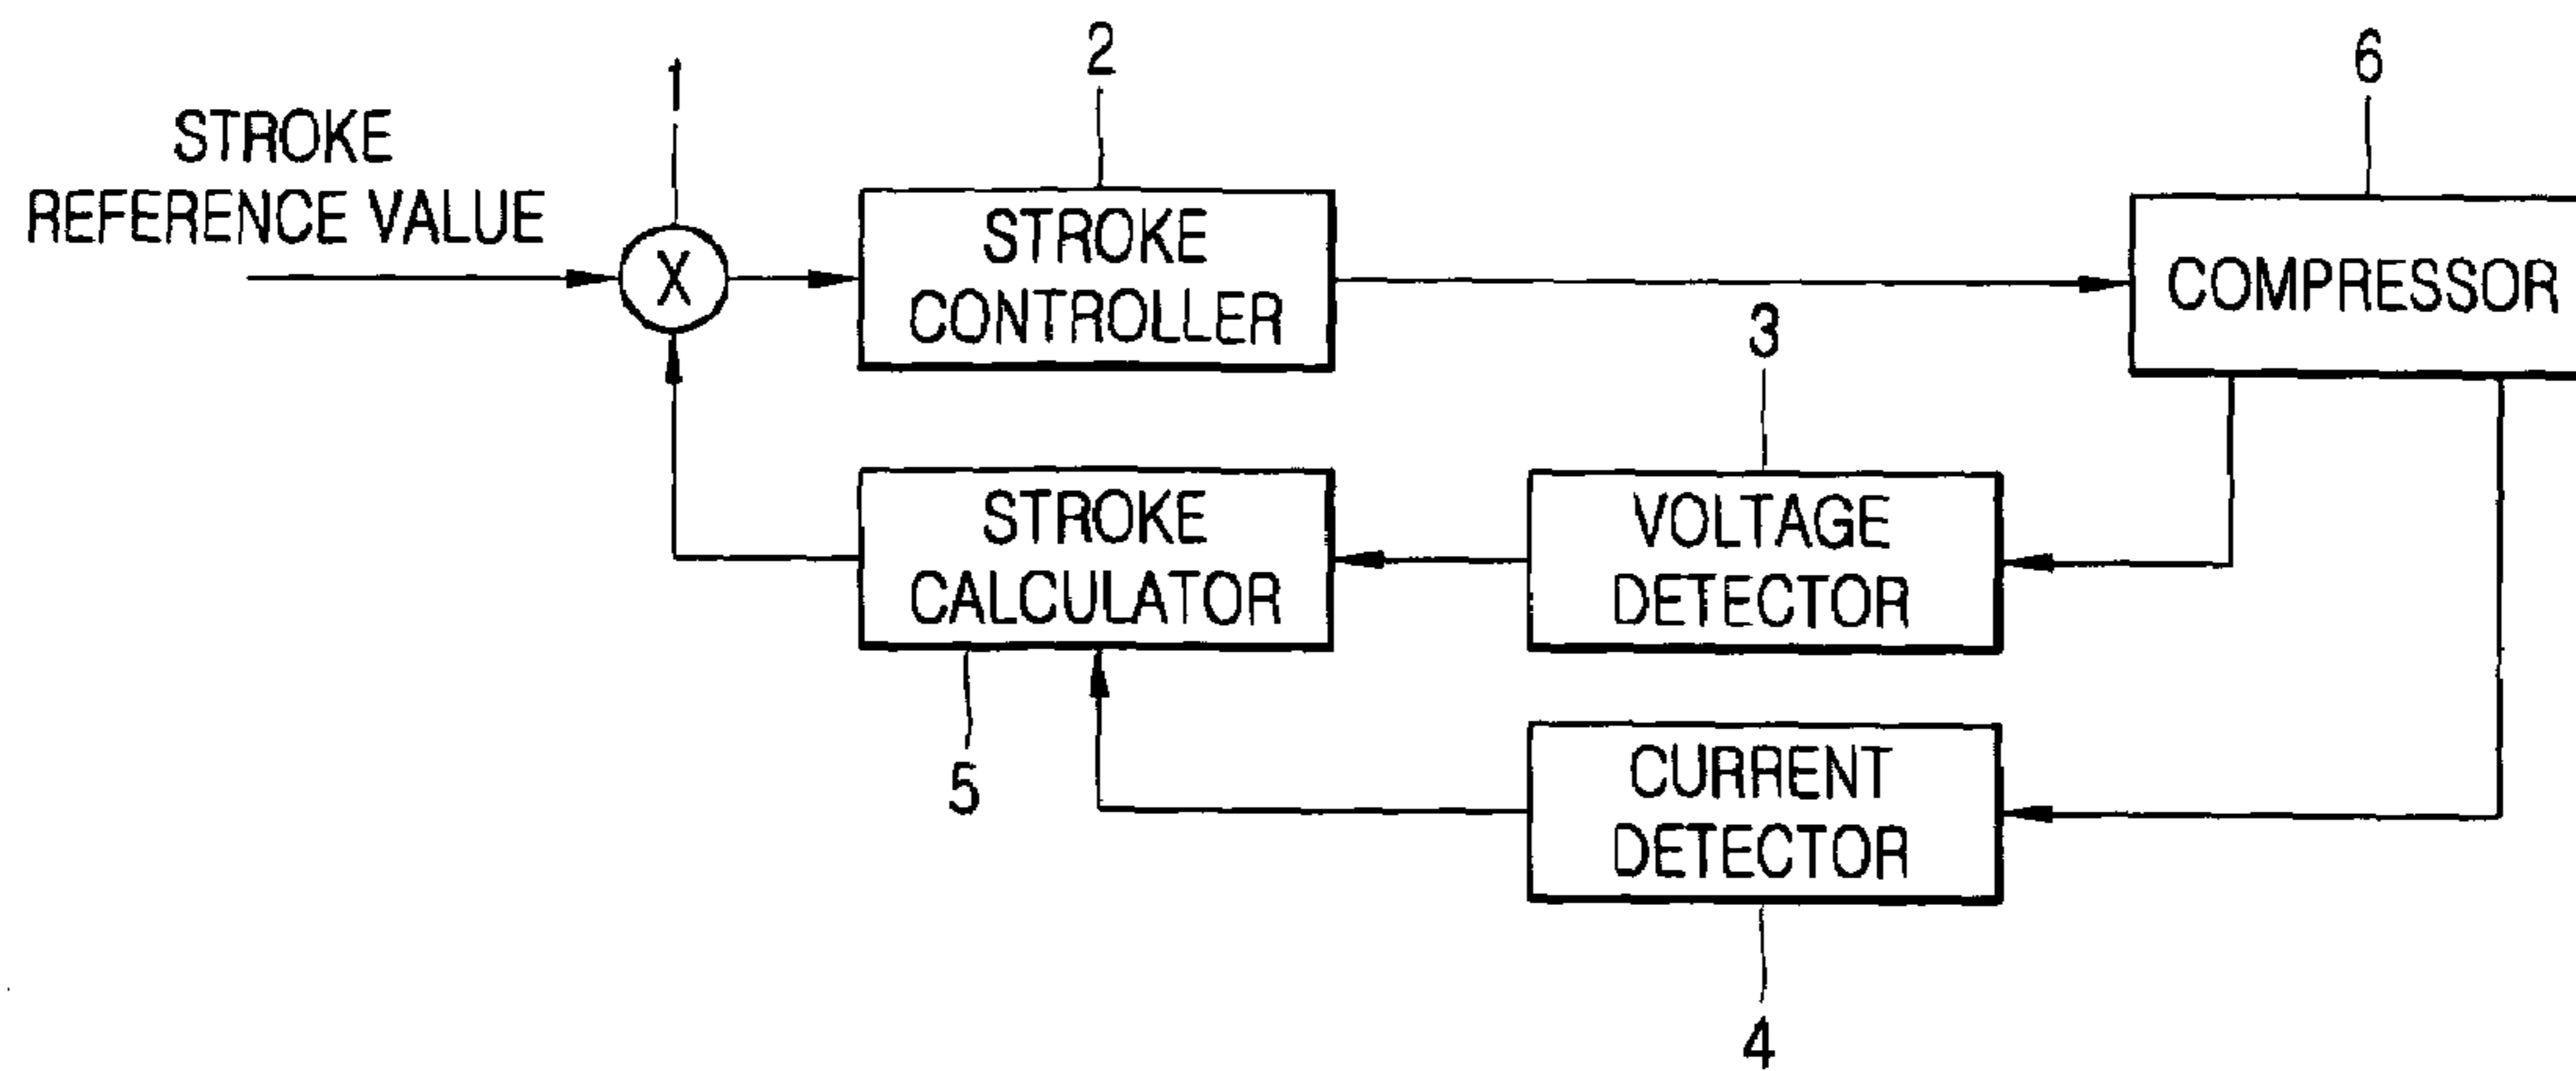 1
2
6
STROKE
REFERENCE VALUE
X
STROKE
CONTROLLER
COMPRESSOR
3
STROKE
CALCULATOR
VOLTAGE
DETECTOR
5
CURRENT
DETECTOR
4